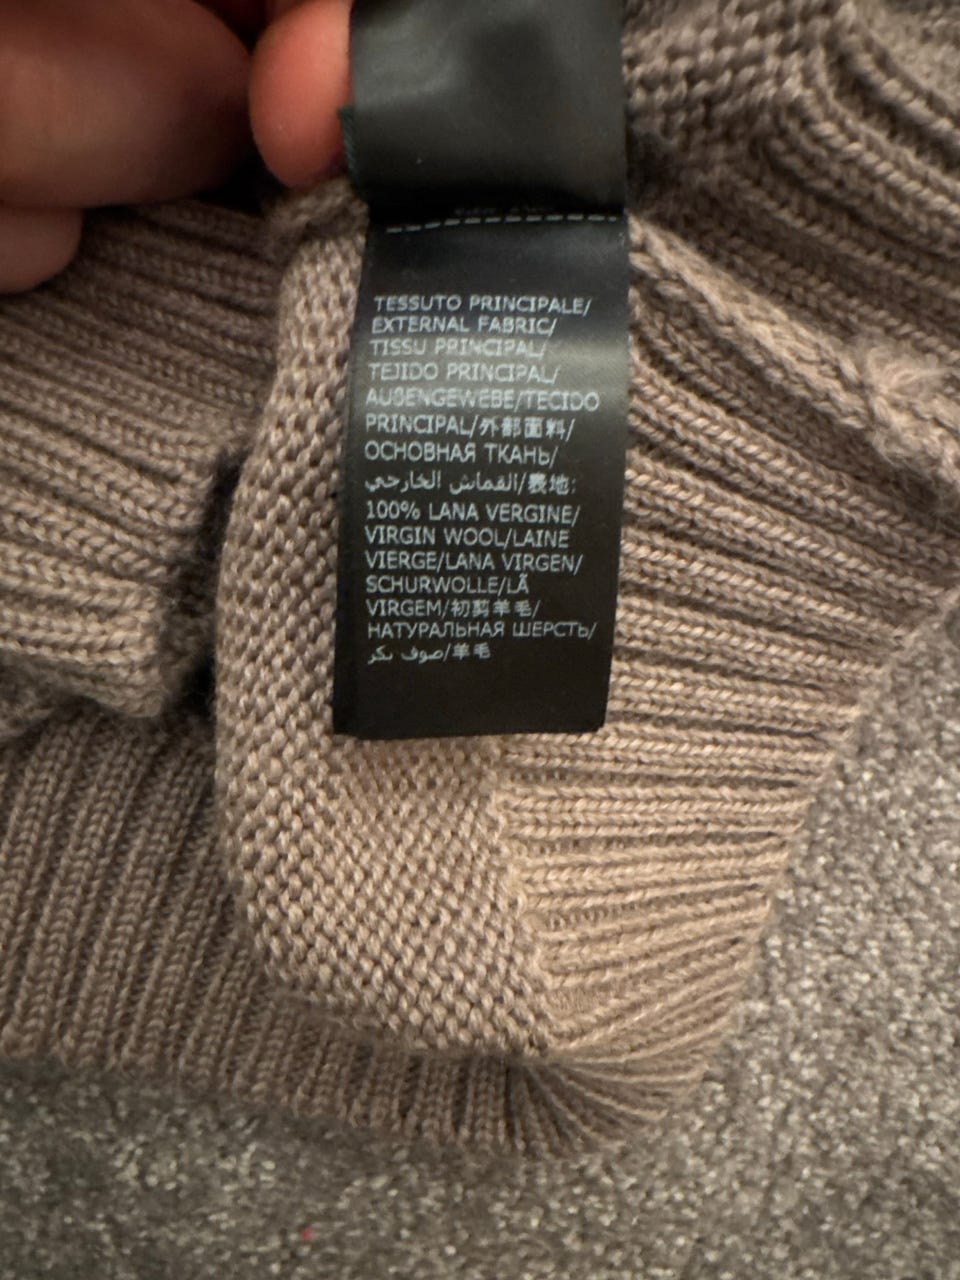 TESSUTO PRINCIPALE/
EXTERNAL FABRIC/
TISSU PRINCIPAL/
TEJIDO PRINCIPAL/
AUßENGEWEBE/TECIDO
PRINCIPAL/外部面料/
ОСНОВНАЯ ТКАНЬ/
القماش الخارجي/表地:
100% LANA VERGINE/
VIRGIN WOOL/LAINE
VIERGE/LANA VIRGEN/
SCHURWOLLE/LÃ
VIRGEM/初剪羊毛/
НАТУРАЛЬНАЯ ШЕРСТЬ/
صوف بكر/羊毛